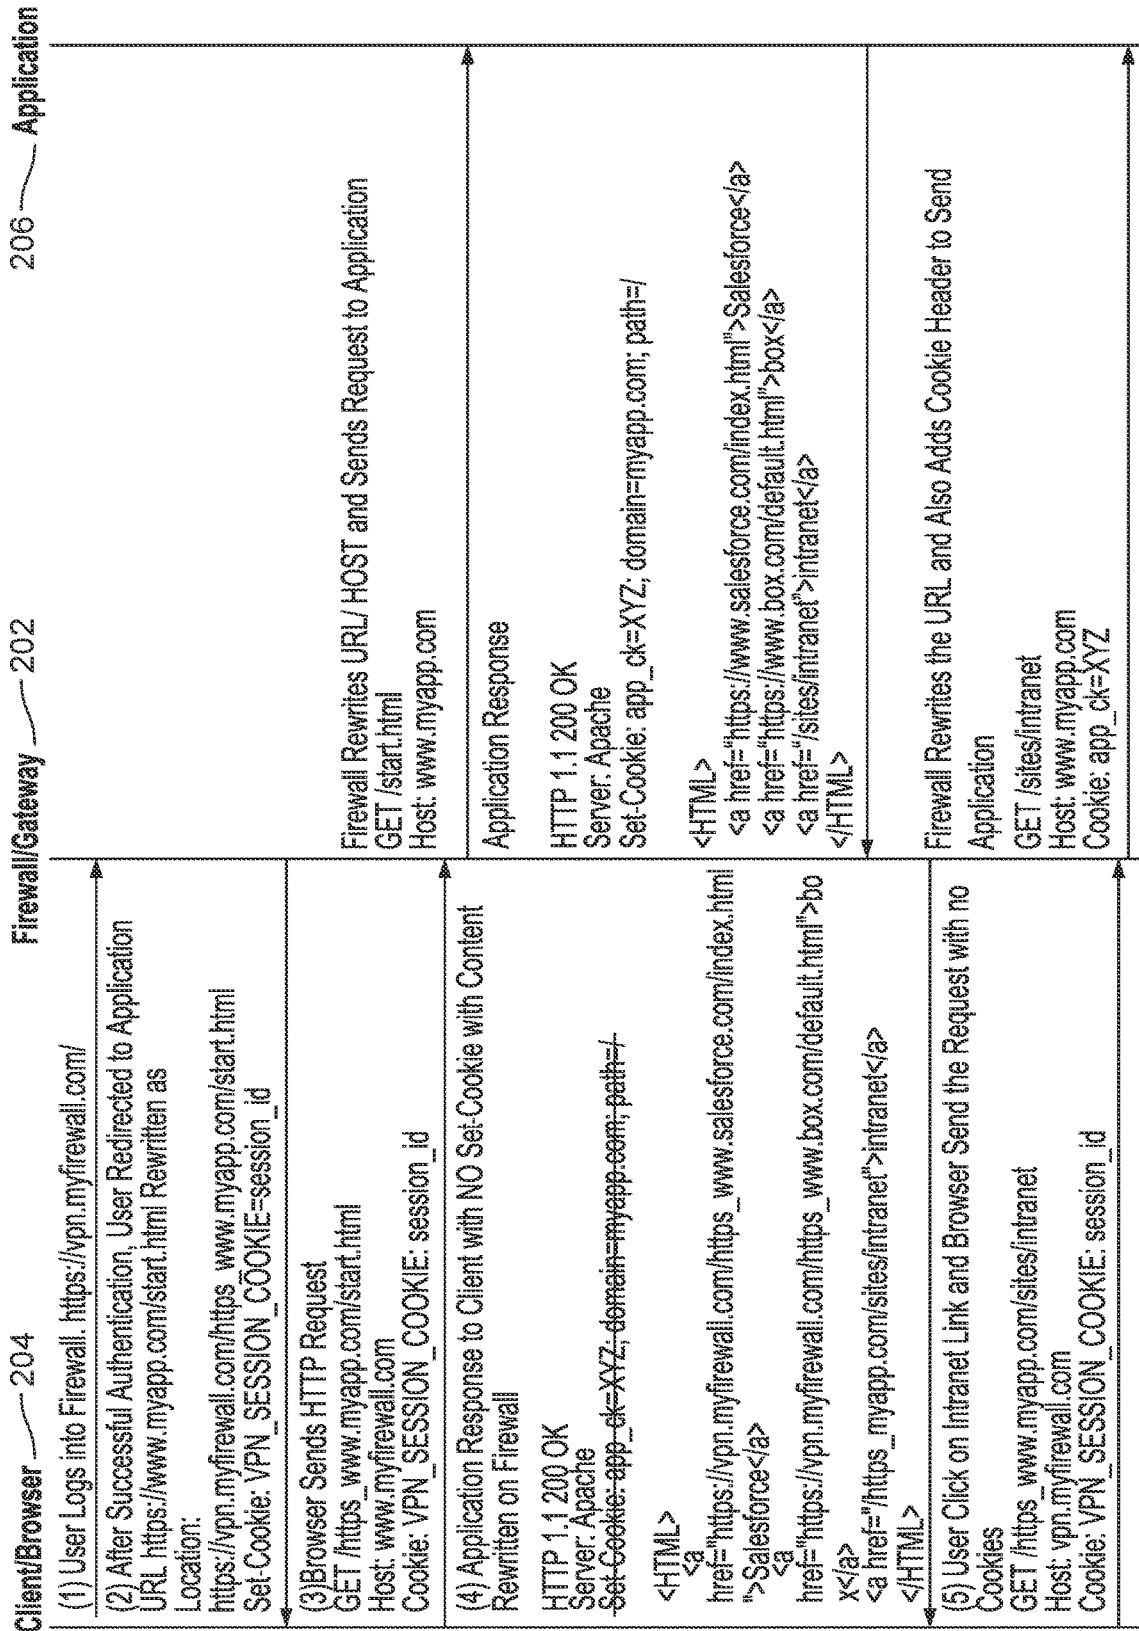 Client/Browser 204
Firewall/Gateway 202
206 Application
(1) User Logs into Firewall. https://vpn.myfirewall.com/
(2) After Successful Authentication, User Redirected to Application
URL https://www.myapp.com/start.html Rewritten as
Location:
https://vpn.myfirewall.com/https_www.myapp.com/start.html
Set-Cookie: VPN_SESSION_COOKIE=session_id
(3)Browser Sends HTTP Request
GET /https_www.myapp.com/start.html
Host: www.myfirewall.com
Cookie: VPN_SESSION_COOKIE: session_id
Firewall Rewrites URL/ HOST and Sends Request to Application
GET /start.html
Host: www.myapp.com
Application Response
HTTP 1.1 200 OK
Server: Apache
Set-Cookie: app_ck=XYZ; domain=myapp.com; path=/
<HTML>
<a href="https://www.salesforce.com/index.html">Salesforce</a>
<a href="https://www.box.com/default.html">box</a>
<a href="/sites/intranet">intranet</a>
</HTML>
(4) Application Response to Client with NO Set-Cookie with Content
Rewritten on Firewall
HTTP 1.1 200 OK
Server: Apache
Set-Cookie: app_ck=XYZ; domain=myapp.com; path=/
<HTML>
<a
href="https://vpn.myfirewall.com/https_www.salesforce.com/index.html
">Salesforce</a>
<a
href="https://vpn.myfirewall.com/https_www.box.com/default.html">bo
x</a>
<a href="/https_myapp.com/sites/intranet">intranet</a>
</HTML>
(5) User Click on Intranet Link and Browser Send the Request with no
Cookies
GET /https_www.myapp.com/sites/intranet
Host: vpn.myfirewall.com
Cookie: VPN_SESSION_COOKIE: session_id
Firewall Rewrites the URL and Also Adds Cookie Header to Send
Application
GET /sites/intranet
Host: www.myapp.com
Cookie: app_ck=XYZ